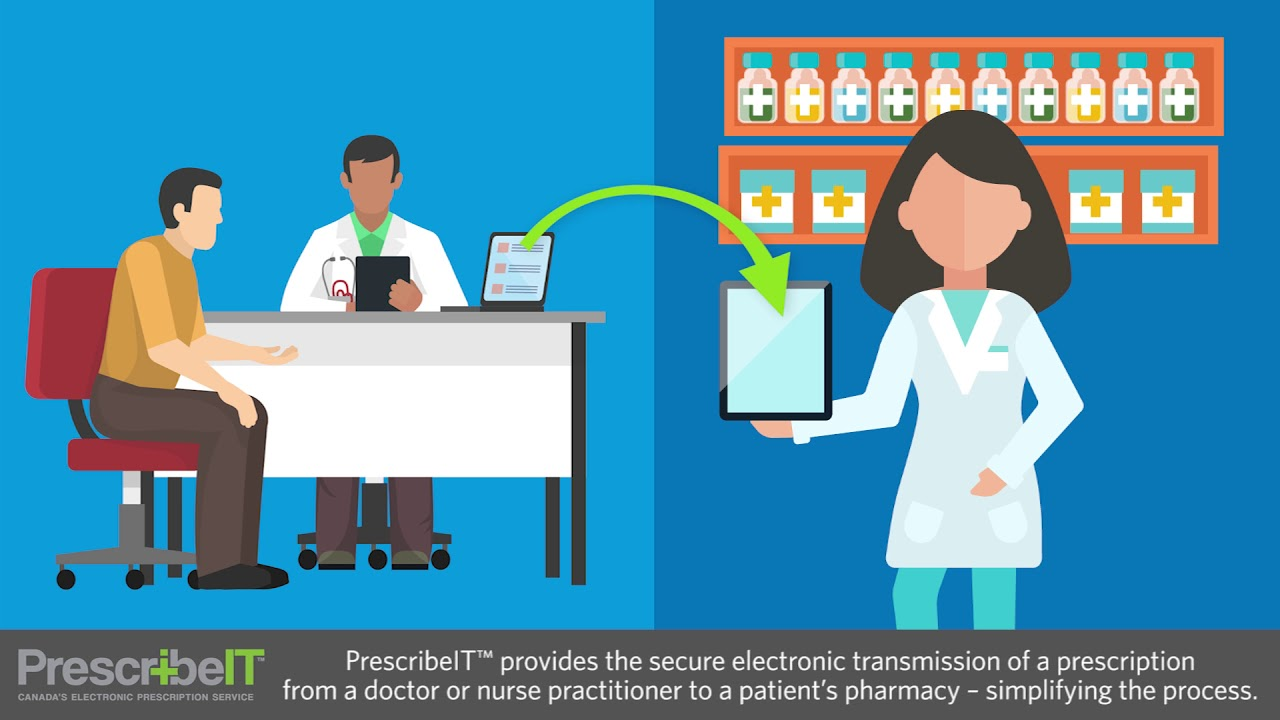 PrescribeIT™
CANADA'S ELECTRONIC PRESCRIPTION SERVICE
PrescribeIT™ provides the secure electronic transmission of a prescription
from a doctor or nurse practitioner to a patient's pharmacy – simplifying the process.